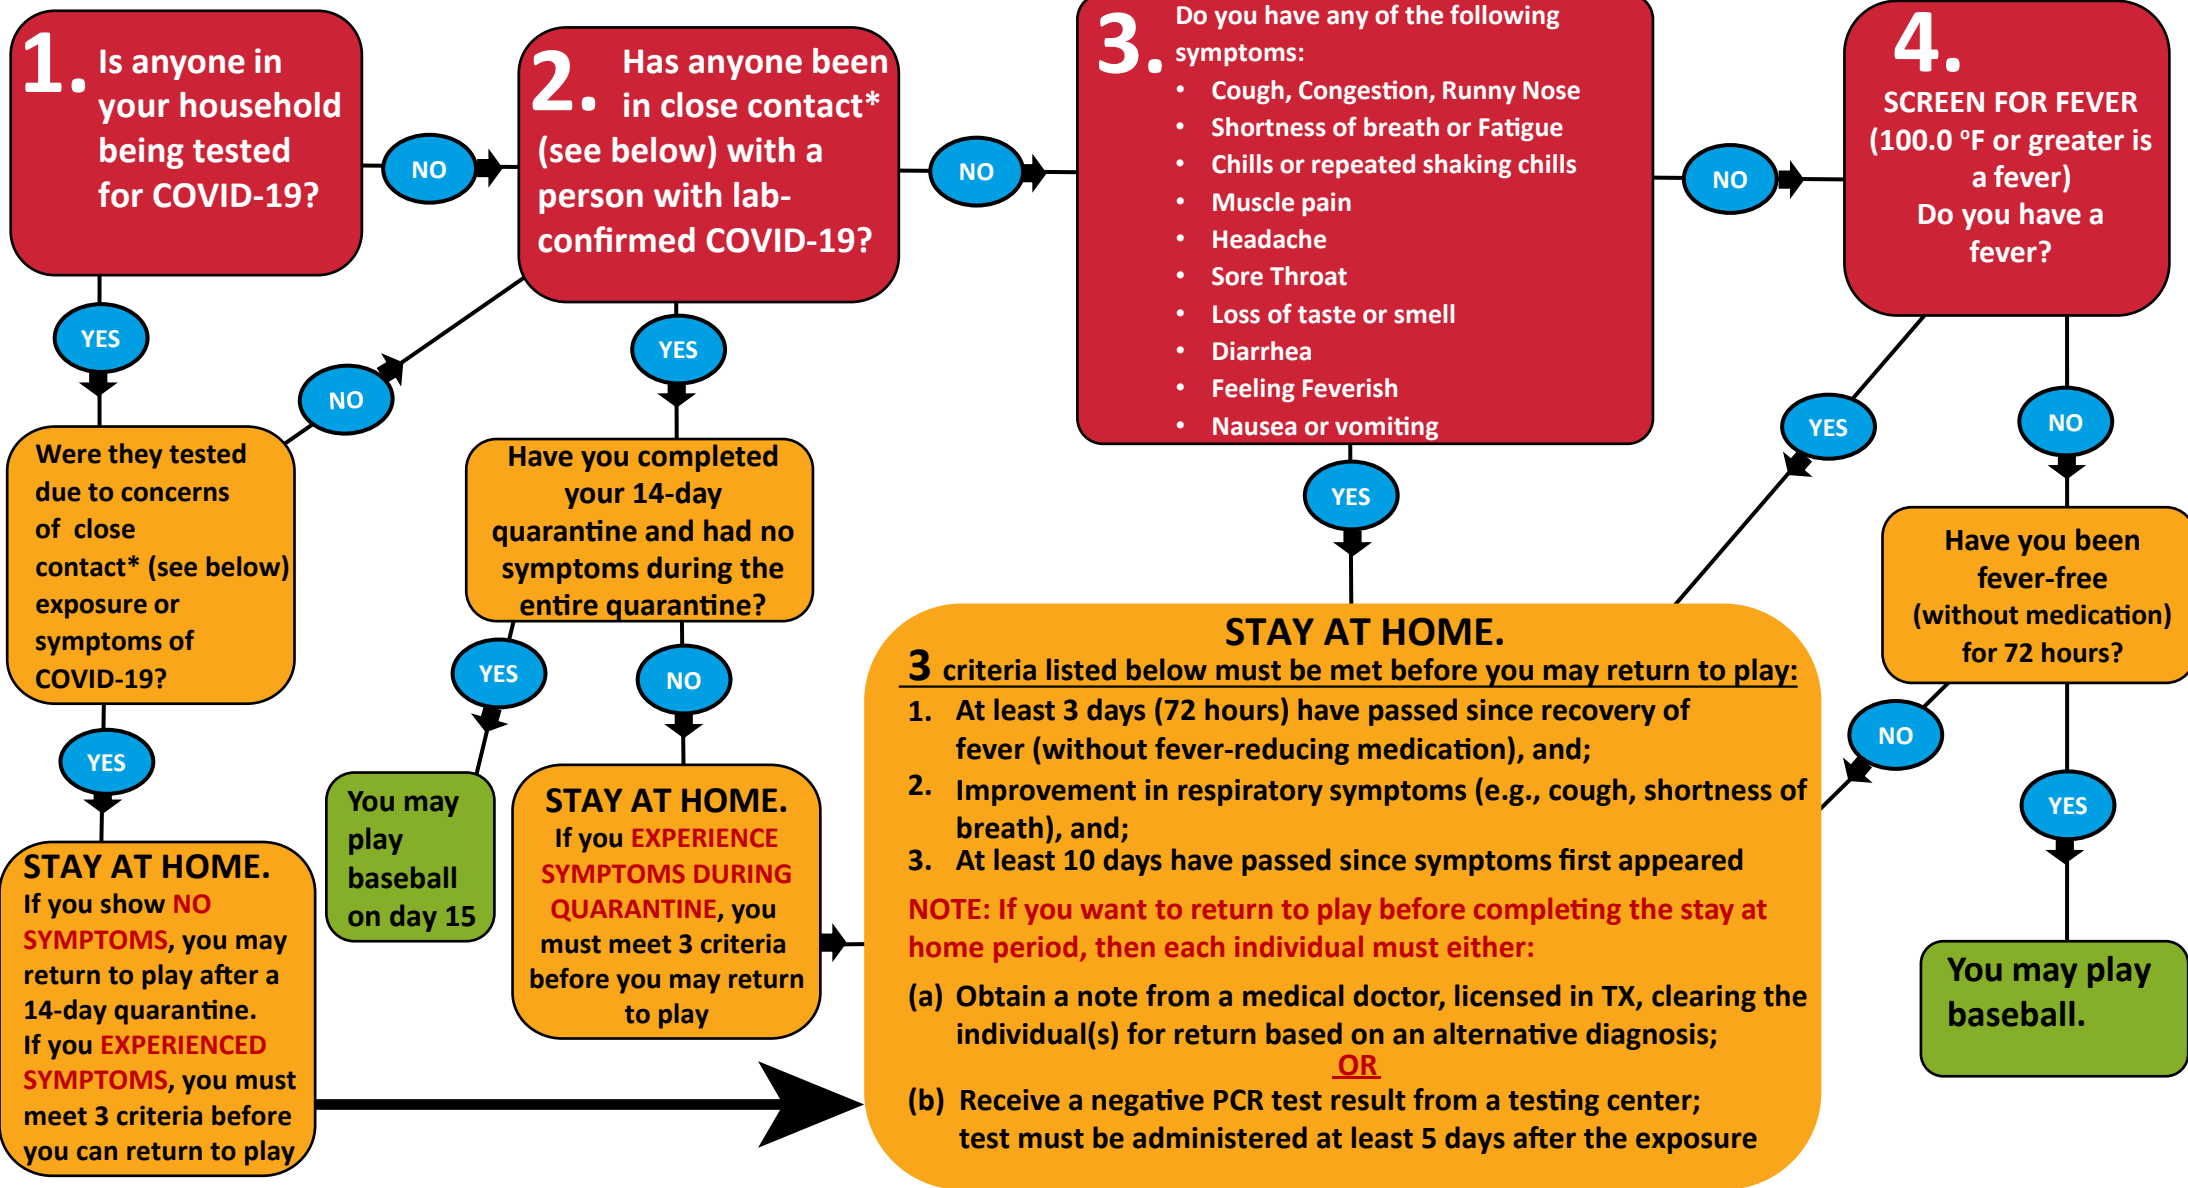 1. Is anyone in
your household
being tested
for COVID-19?
NO
YES
Were they tested
due to concerns
of close
contact* (see below)
exposure or
symptoms of
COVID-19?
NO
YES
STAY AT HOME.
If you show NO
SYMPTOMS, you may
return to play after a
14-day quarantine.
If you EXPERIENCED
SYMPTOMS, you must
meet 3 criteria before
you can return to play
2. Has anyone been
in close contact*
(see below) with a
person with lab-
confirmed COVID-19?
NO
YES
Have you completed
your 14-day
quarantine and had no
symptoms during the
entire quarantine?
YES
NO
You may
play
baseball
on day 15
STAY AT HOME.
If you EXPERIENCE
SYMPTOMS DURING
QUARANTINE, you
must meet 3 criteria
before you may return
to play
3. Do you have any of the following
symptoms:
• Cough, Congestion, Runny Nose
• Shortness of breath or Fatigue
• Chills or repeated shaking chills
• Muscle pain
• Headache
• Sore Throat
• Loss of taste or smell
• Diarrhea
• Feeling Feverish
• Nausea or vomiting
NO
YES
STAY AT HOME.
3 criteria listed below must be met before you may return to play:
1. At least 3 days (72 hours) have passed since recovery of
fever (without fever-reducing medication), and;
2. Improvement in respiratory symptoms (e.g., cough, shortness of
breath), and;
3. At least 10 days have passed since symptoms first appeared
NOTE: If you want to return to play before completing the stay at
home period, then each individual must either:
(a) Obtain a note from a medical doctor, licensed in TX, clearing the
individual(s) for return based on an alternative diagnosis;
OR
(b) Receive a negative PCR test result from a testing center;
test must be administered at least 5 days after the exposure
4.
SCREEN FOR FEVER
(100.0 °F or greater is
a fever)
Do you have a
fever?
YES
NO
Have you been
fever-free
(without medication)
for 72 hours?
NO
YES
You may play
baseball.